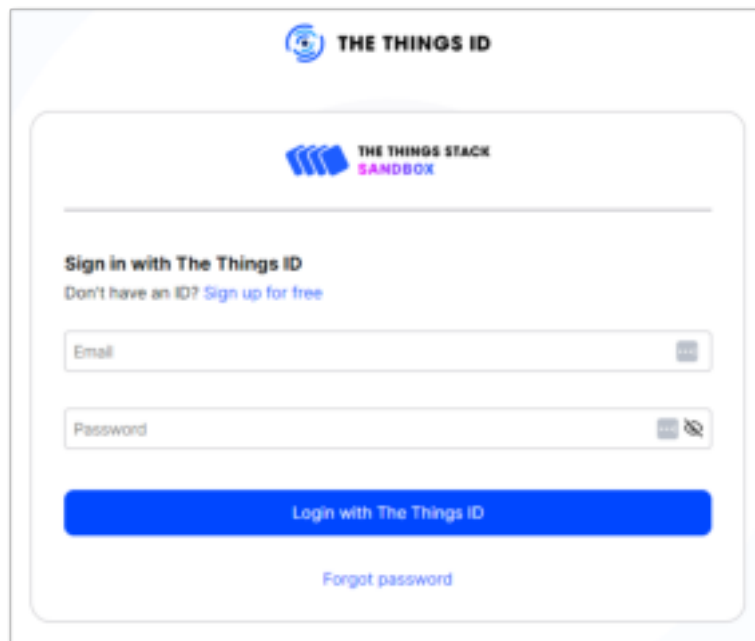 THE THINGS ID
THE THINGS STACK
SANDBOX
Sign in with The Things ID
Don't have an ID? Sign up for free
Email
Password
Login with The Things ID
Forgot password